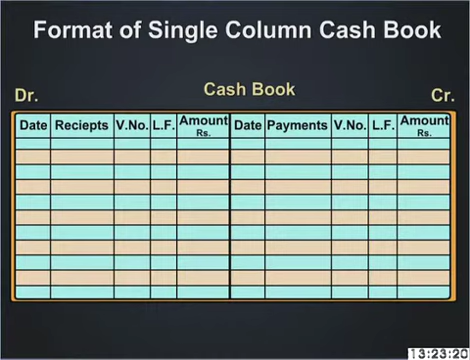 Format of Single Column Cash Book
Dr. Cash Book Cr.
Date Reciepts V.No. L.F. Amount Rs. Date Payments V.No. L.F. Amount Rs.
13:23:20